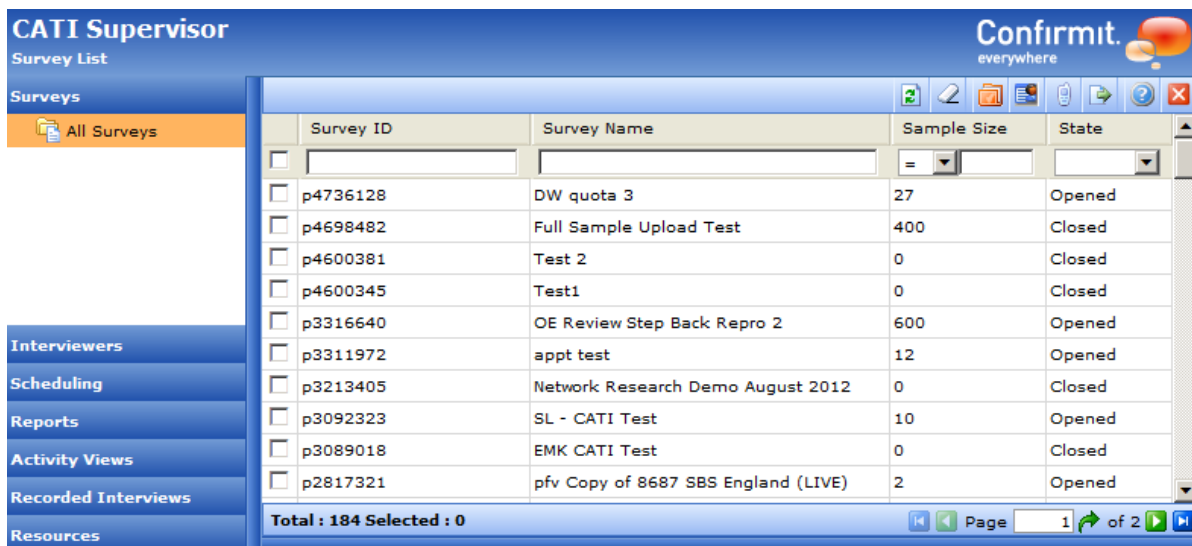 CATI Supervisor
Survey List
Confirmit.
everywhere
Surveys
All Surveys
Interviewers
Scheduling
Reports
Activity Views
Recorded Interviews
Resources
Survey ID Survey Name Sample Size State
=
p4736128 DW quota 3 27 Opened
p4698482 Full Sample Upload Test 400 Closed
p4600381 Test 2 0 Closed
p4600345 Test1 0 Closed
p3316640 OE Review Step Back Repro 2 600 Opened
p3311972 appt test 12 Opened
p3213405 Network Research Demo August 2012 0 Closed
p3092323 SL - CATI Test 10 Opened
p3089018 EMK CATI Test 0 Closed
p2817321 pfv Copy of 8687 SBS England (LIVE) 2 Opened
Total : 184 Selected : 0 Page 1 of 2